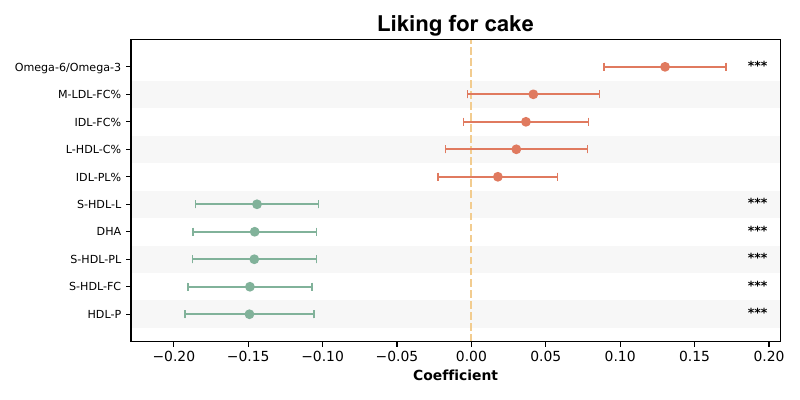 Liking for cake
Omega-6/Omega-3 ***
M-LDL-FC%
IDL-FC%
L-HDL-C%
IDL-PL%
S-HDL-L ***
DHA ***
S-HDL-PL ***
S-HDL-FC ***
HDL-P ***
−0.20 −0.15 −0.10 −0.05 0.00 0.05 0.10 0.15 0.20
Coefficient